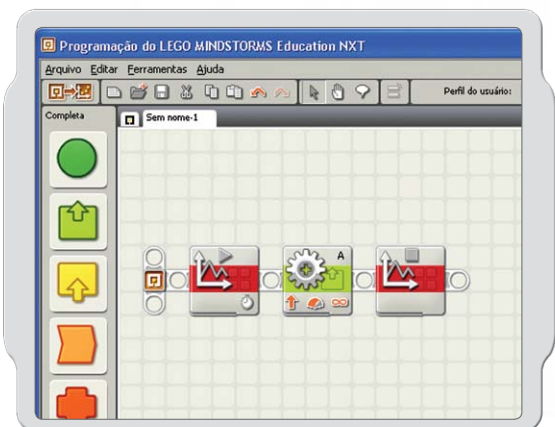 Programação do LEGO MINDSTORMS Education NXT
Arquivo Editar Ferramentas Ajuda
Perfil do usuário:
Completa
Sem nome-1
A